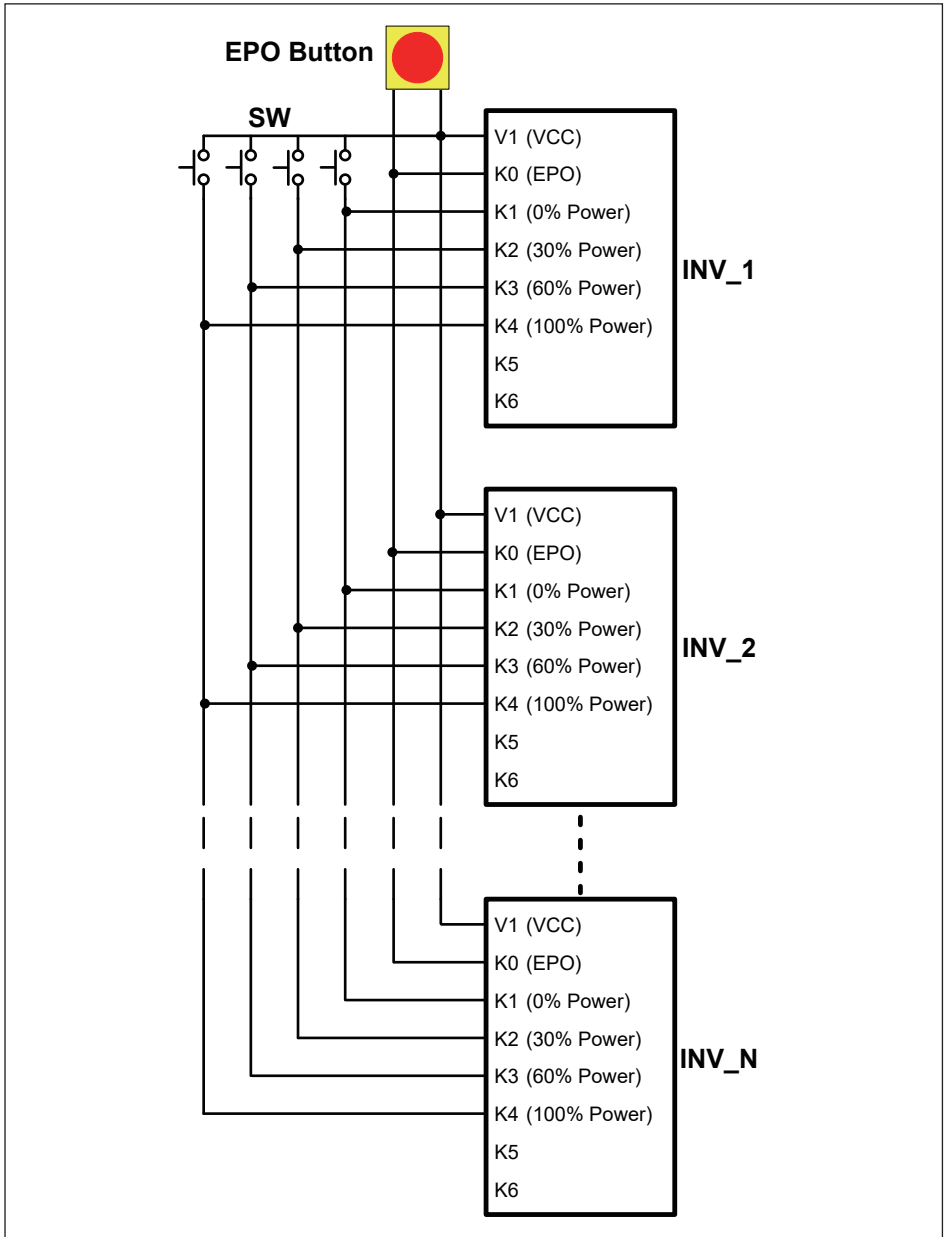 EPO Button
SW
V1 (VCC)
K0 (EPO)
K1 (0% Power)
K2 (30% Power)
K3 (60% Power)
K4 (100% Power)
K5
K6
INV_1
V1 (VCC)
K0 (EPO)
K1 (0% Power)
K2 (30% Power)
K3 (60% Power)
K4 (100% Power)
K5
K6
INV_2
V1 (VCC)
K0 (EPO)
K1 (0% Power)
K2 (30% Power)
K3 (60% Power)
K4 (100% Power)
K5
K6
INV_N